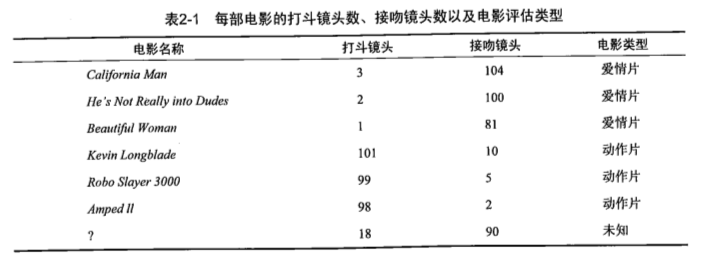 表2-1 每部电影的打斗镜头数、接吻镜头数以及电影评估类型
电影名称 打斗镜头 接吻镜头 电影类型
California Man 3 104 爱情片
He's Not Really into Dudes 2 100 爱情片
Beautiful Woman 1 81 爱情片
Kevin Longblade 101 10 动作片
Robo Slayer 3000 99 5 动作片
Amped II 98 2 动作片
? 18 90 未知